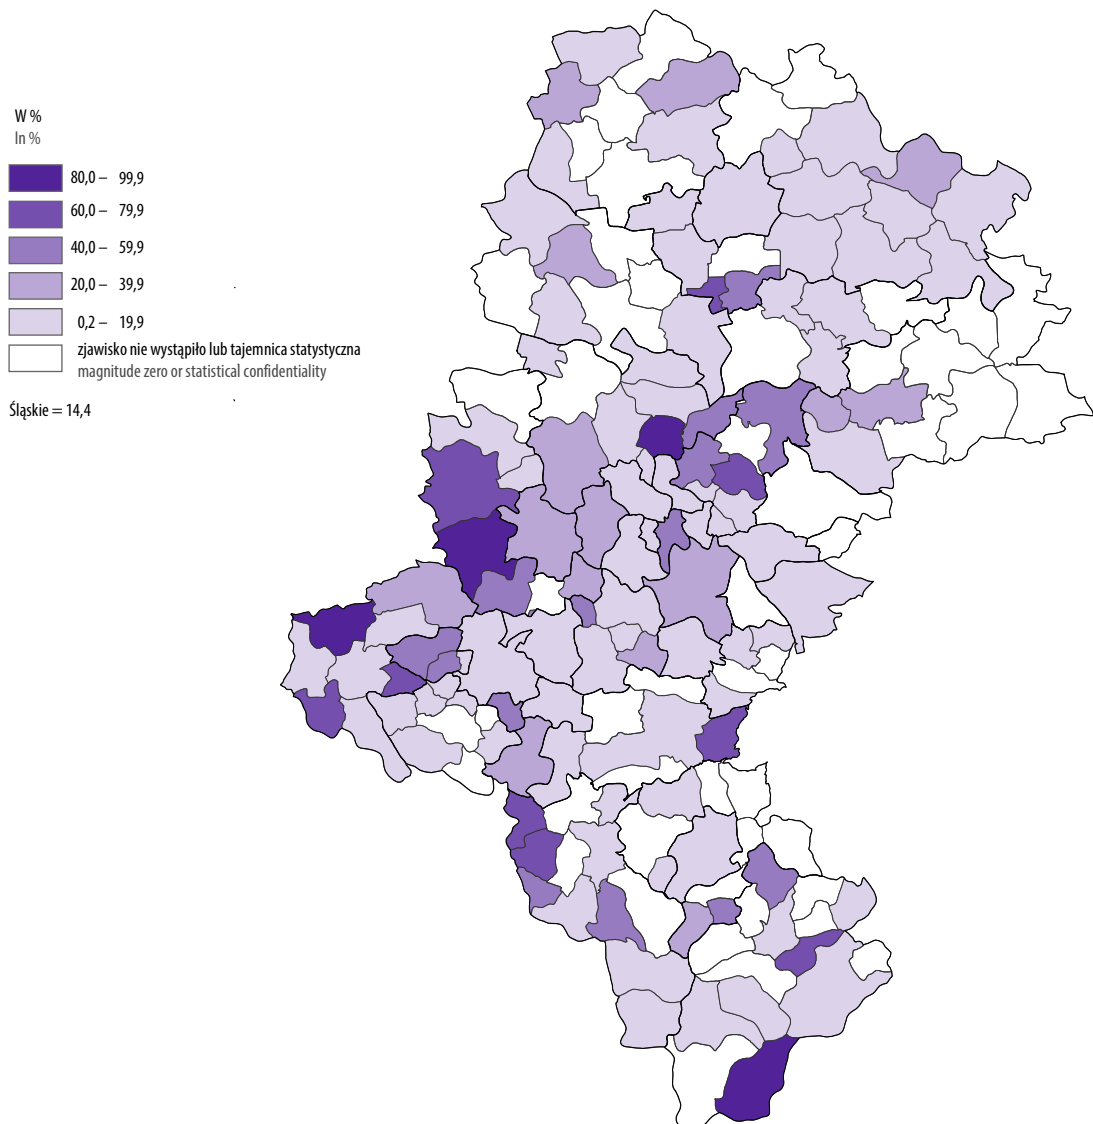 W %
In %
80,0 – 99,9
60,0 – 79,9
40,0 – 59,9
20,0 – 39,9
0,2 – 19,9
zjawisko nie wystąpiło lub tajemnica statystyczna
magnitude zero or statistical confidentiality
Śląskie = 14,4